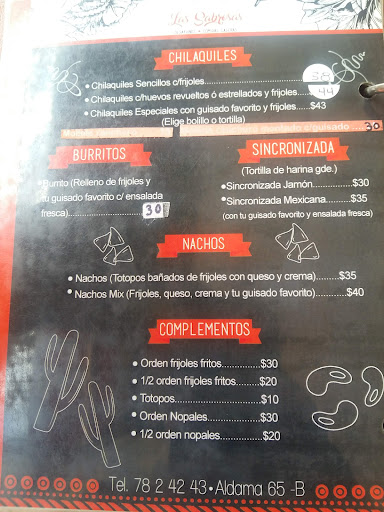 Las
CHILAQUILES
• Chilaquiles Sencillos c/frijoles 38
• Chilaquiles c/huevos revueltos ó estrellados y frijoles 44
• Chilaquiles Especiales con guisado favorito y frijoles......$43
(Elige bolillo o tortilla)
c/guisado ....30
BURRITOS
• Burrito (Relleno de frijoles y
tu guisado favorito c/ ensalada
fresca) 30
SINCRONIZADA
(Tortilla de harina gde.)
•Sincronizada Jamón..........$30
•Sincronizada Mexicana.........$35
(con tu guisado favorito y ensalada fresca)
NACHOS
• Nachos (Totopos bañados de frijoles con queso y crema)......$35
• Nachos Mix (Frijoles, queso, crema y tu guisado favorito)..........$40
COMPLEMENTOS
• Orden frijoles fritos............$30
• 1/2 orden frijoles fritos.......$20
• Totopos..............$10
• Orden Nopales...............$30
• 1/2 orden nopales...........$20
Tel. 78 2 42 43 • Aldama 65 -B